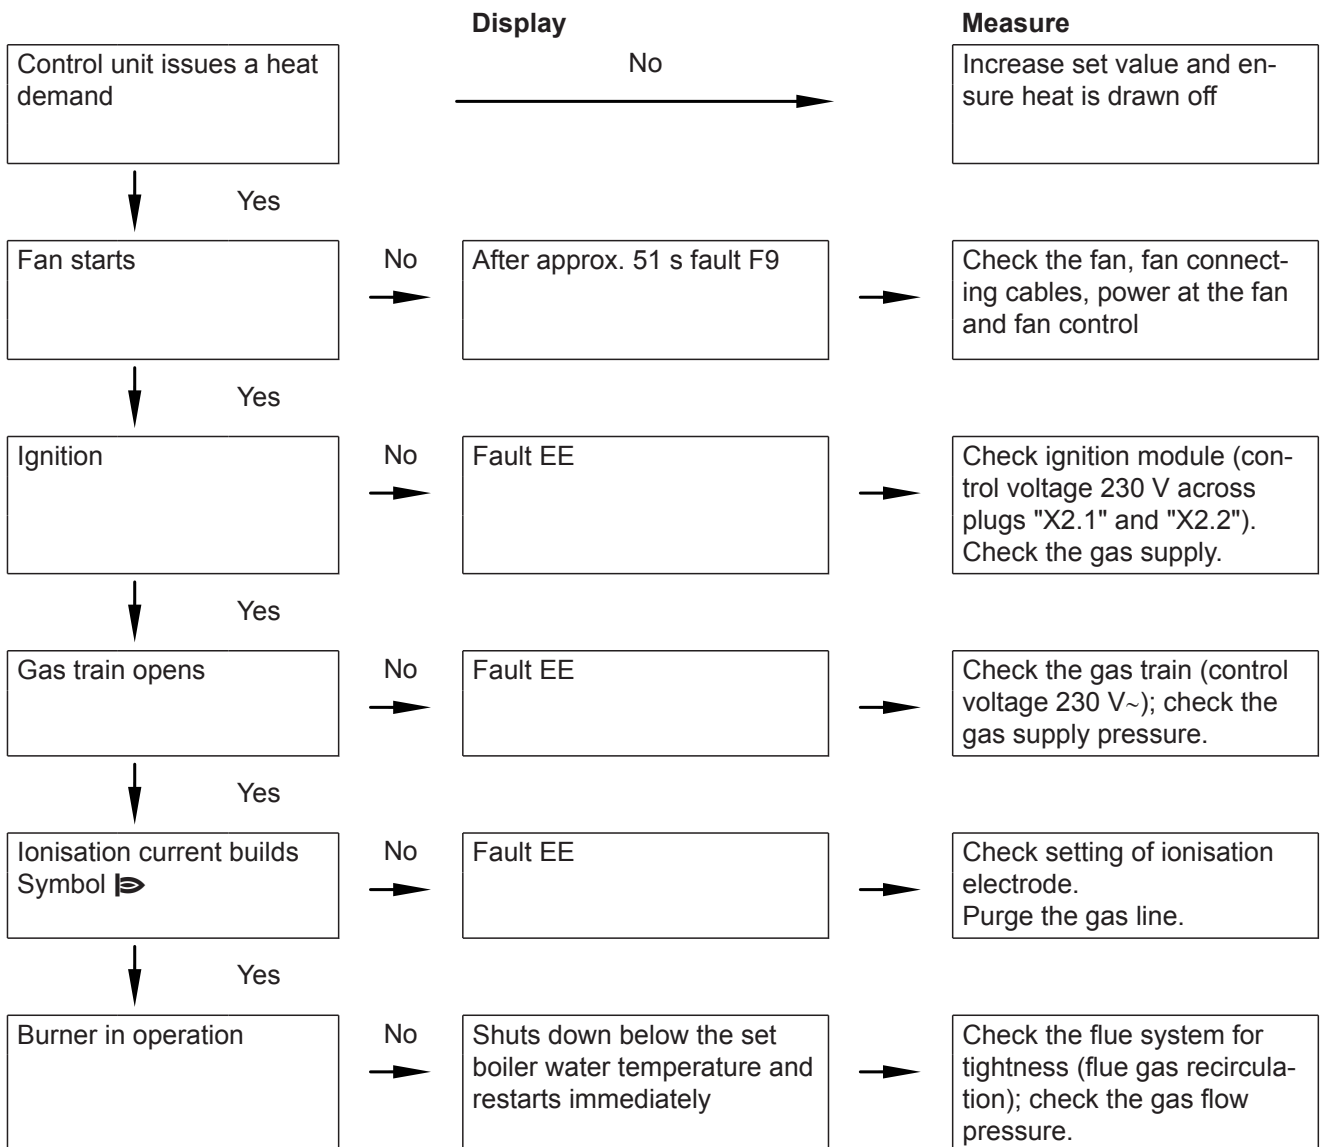 Display
Measure
Control unit issues a heat
demand
No
Increase set value and en-
sure heat is drawn off
Yes
Fan starts
No
After approx. 51 s fault F9
Check the fan, fan connect-
ing cables, power at the fan
and fan control
Yes
Ignition
No
Fault EE
Check ignition module (con-
trol voltage 230 V across
plugs "X2.1" and "X2.2").
Check the gas supply.
Yes
Gas train opens
No
Fault EE
Check the gas train (control
voltage 230 V~); check the
gas supply pressure.
Yes
Ionisation current builds
Symbol
No
Fault EE
Check setting of ionisation
electrode.
Purge the gas line.
Yes
Burner in operation
No
Shuts down below the set
boiler water temperature and
restarts immediately
Check the flue system for
tightness (flue gas recircula-
tion); check the gas flow
pressure.